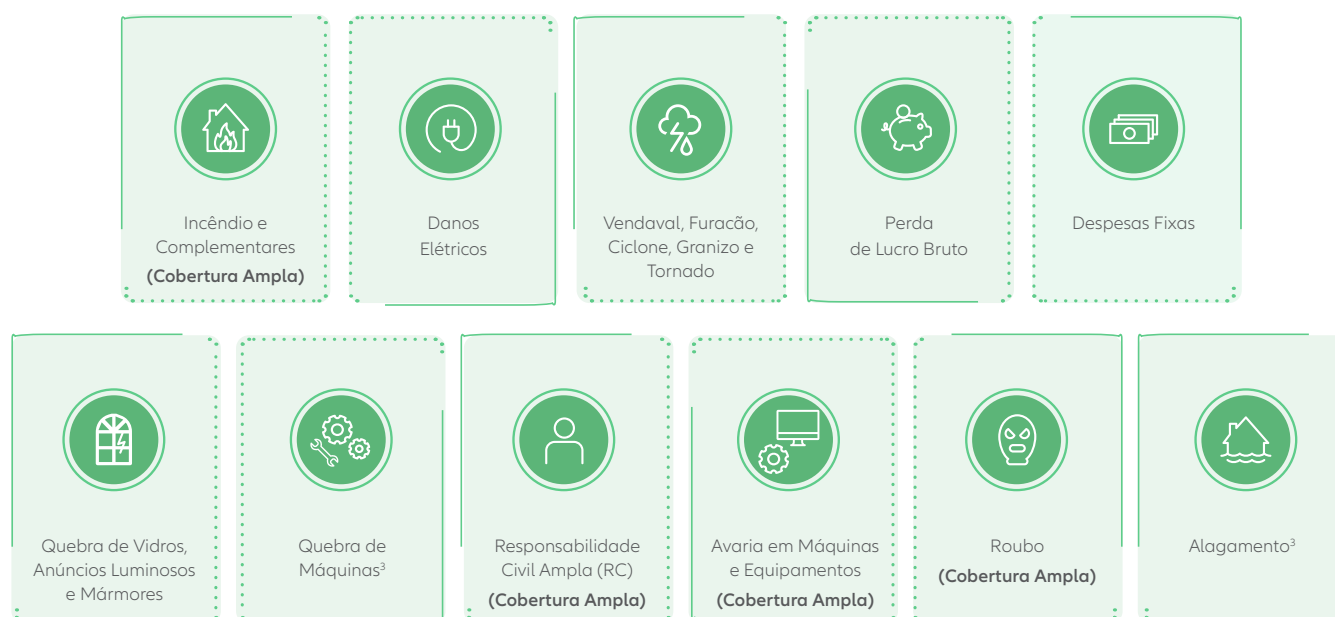 Incêndio e
Complementares
(Cobertura Ampla)
Danos
Elétricos
Vendaval, Furacão,
Ciclone, Granizo e
Tornado
Perda
de Lucro Bruto
Despesas Fixas
Quebra de Vidros,
Anúncios Luminosos
e Mármores
Quebra de
Máquinas³
Responsabilidade
Civil Ampla (RC)
(Cobertura Ampla)
Avaria em Máquinas
e Equipamentos
(Cobertura Ampla)
Roubo
(Cobertura Ampla)
Alagamento³